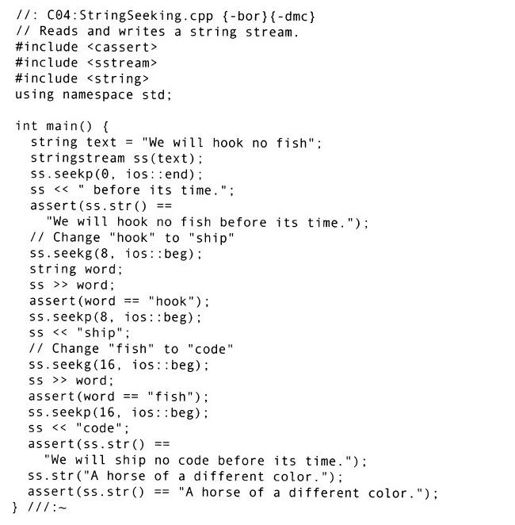 //: C04:StringSeeking.cpp {-bor}{-dmc}
// Reads and writes a string stream.
#include <cassert>
#include <sstream>
#include <string>
using namespace std;

int main() {
  string text = "We will hook no fish";
  stringstream ss(text);
  ss.seekp(0, ios::end);
  ss << " before its time.";
  assert(ss.str() ==
    "We will hook no fish before its time.");
  // Change "hook" to "ship"
  ss.seekg(8, ios::beg);
  string word;
  ss >> word;
  assert(word == "hook");
  ss.seekp(8, ios::beg);
  ss << "ship";
  // Change "fish" to "code"
  ss.seekg(16, ios::beg);
  ss >> word;
  assert(word == "fish");
  ss.seekp(16, ios::beg);
  ss << "code";
  assert(ss.str() ==
    "We will ship no code before its time.");
  ss.str("A horse of a different color.");
  assert(ss.str() == "A horse of a different color.");
} ///:~